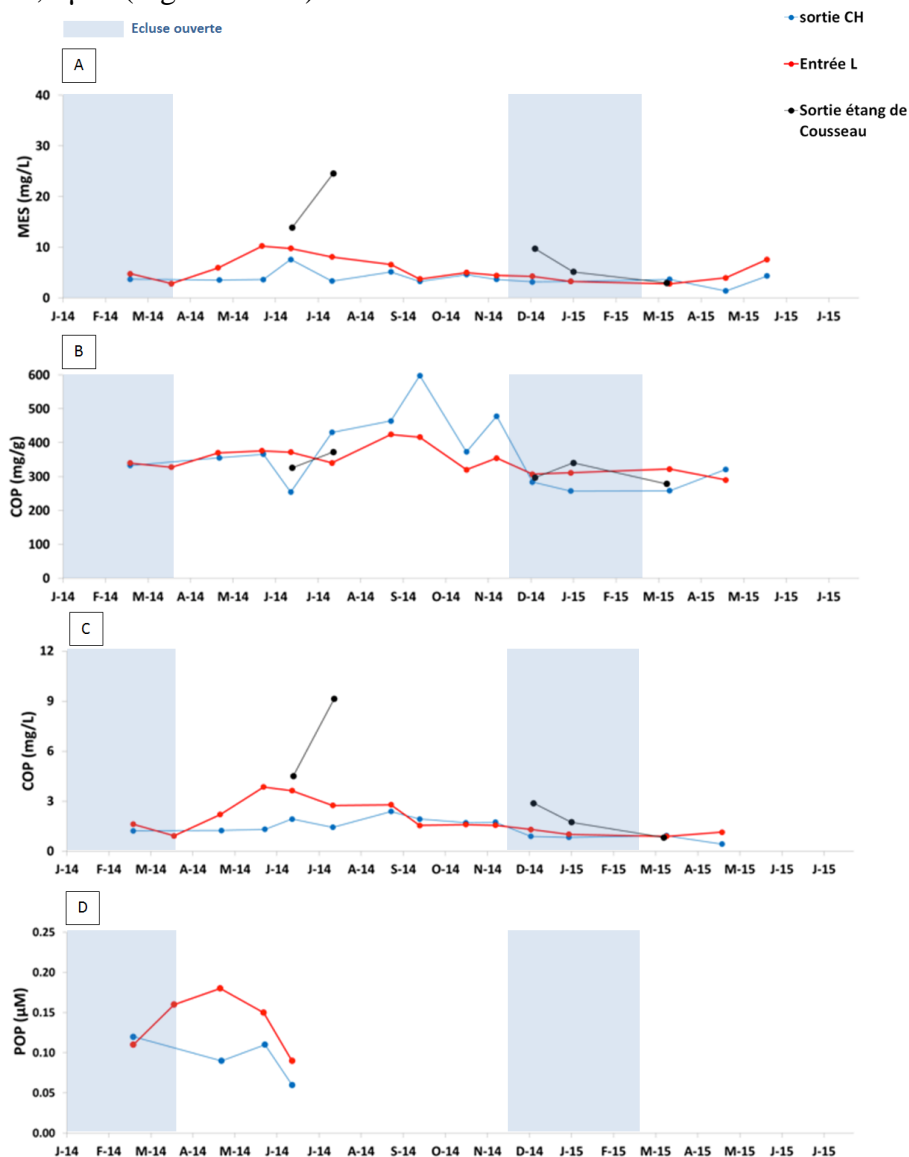 Ecluse ouverte
sortie CH
Entrée L
Sortie étang de
Cousseau
A
MES (mg/L)
40
30
20
10
0
J-14 F-14 M-14 A-14 M-14 J-14 J-14 A-14 S-14 O-14 N-14 D-14 J-15 F-15 M-15 A-15 M-15 J-15 J-15
B
COP (mg/g)
600
500
400
300
200
100
0
J-14 F-14 M-14 A-14 M-14 J-14 J-14 A-14 S-14 O-14 N-14 D-14 J-15 F-15 M-15 A-15 M-15 J-15 J-15
C
COP (mg/L)
12
9
6
3
0
J-14 F-14 M-14 A-14 M-14 J-14 J-14 A-14 S-14 O-14 N-14 D-14 J-15 F-15 M-15 A-15 M-15 J-15 J-15
D
POP (µM)
0.25
0.20
0.15
0.10
0.05
0.00
J-14 F-14 M-14 A-14 M-14 J-14 J-14 A-14 S-14 O-14 N-14 D-14 J-15 F-15 M-15 A-15 M-15 J-15 J-15